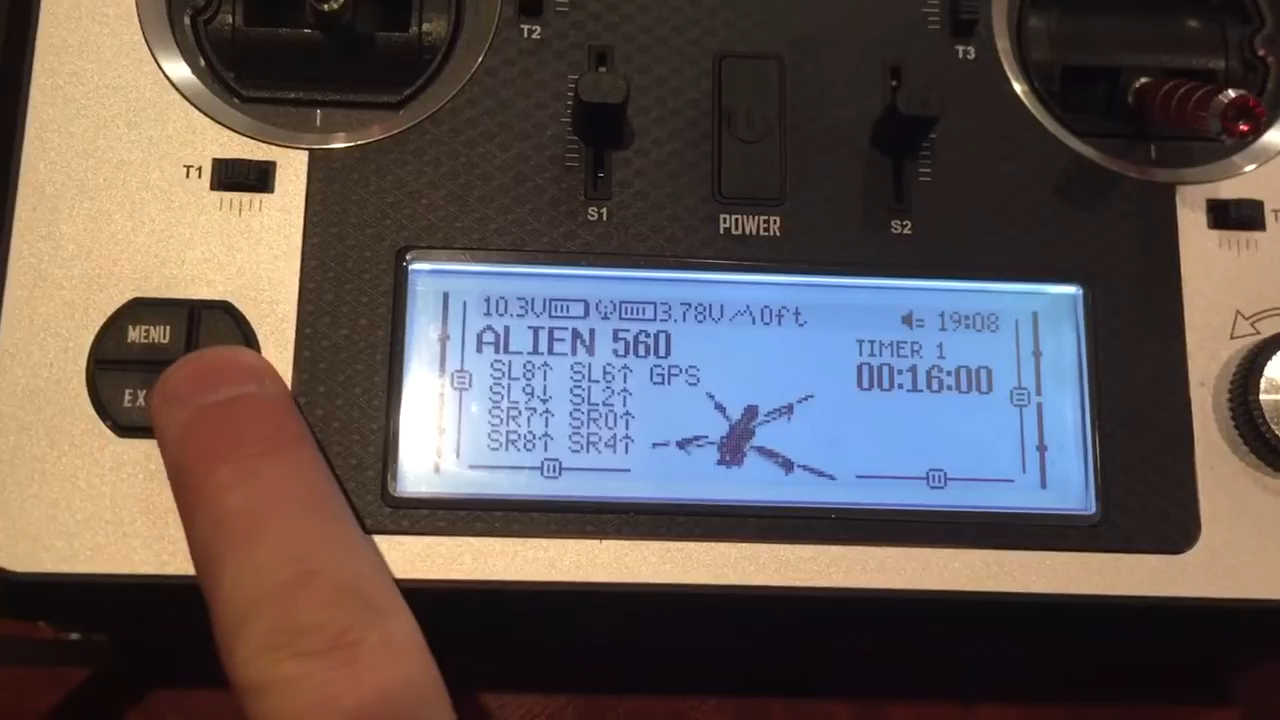 T2
T3
T1
S1
POWER
S2
MENU
10.3V 3.78V 0ft 19:08
ALIEN 560
TIMER 1
00:16:00
SL8↑ SL6↑ GPS
SL9↓ SL2↑
SR7↑ SR0↑
SR8↑ SR4↑